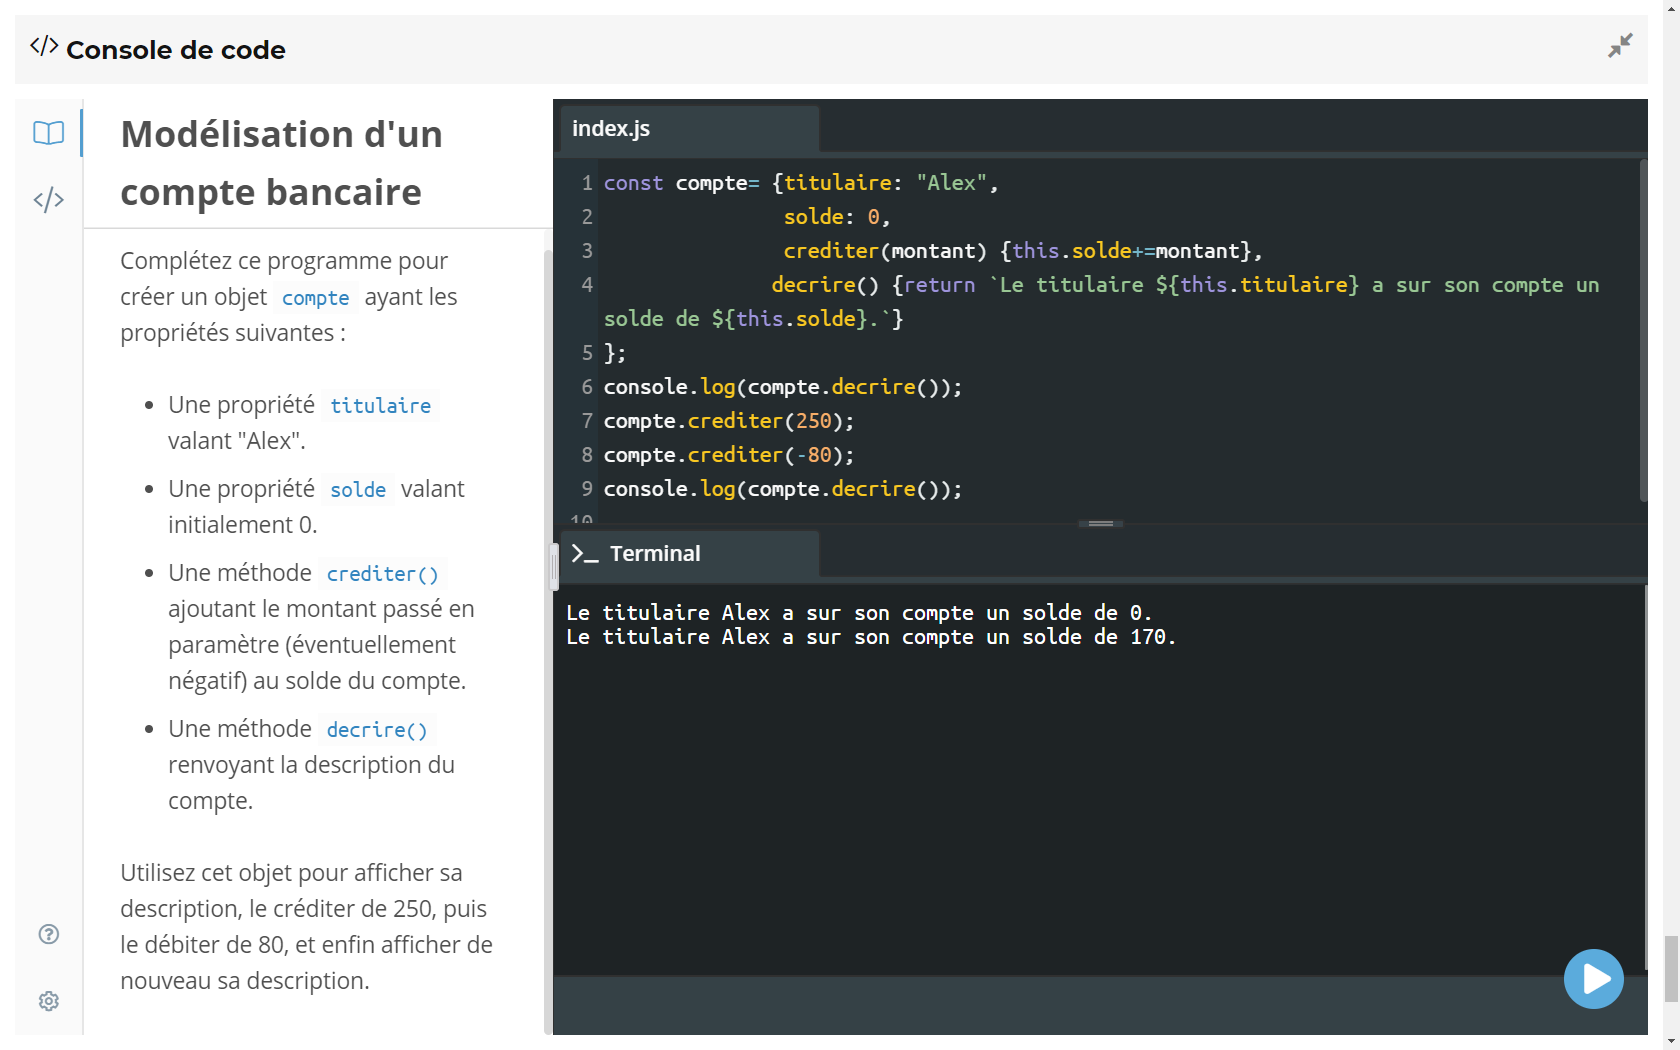 </> Console de code
Modélisation d'un
compte bancaire
Complétez ce programme pour
créer un objet compte ayant les
propriétés suivantes :
• Une propriété titulaire
valant "Alex".
• Une propriété solde valant
initialement 0.
• Une méthode crediter()
ajoutant le montant passé en
paramètre (éventuellement
négatif) au solde du compte.
• Une méthode decrire()
renvoyant la description du
compte.
Utilisez cet objet pour afficher sa
description, le créditer de 250, puis
le débiter de 80, et enfin afficher de
nouveau sa description.
index.js
1 const compte= {titulaire: "Alex",
2 solde: 0,
3 crediter(montant) {this.solde+=montant},
4 decrire() {return `Le titulaire ${this.titulaire} a sur son compte un
solde de ${this.solde}.`}
5 };
6 console.log(compte.decrire());
7 compte.crediter(250);
8 compte.crediter(-80);
9 console.log(compte.decrire());
10
>_ Terminal
Le titulaire Alex a sur son compte un solde de 0.
Le titulaire Alex a sur son compte un solde de 170.